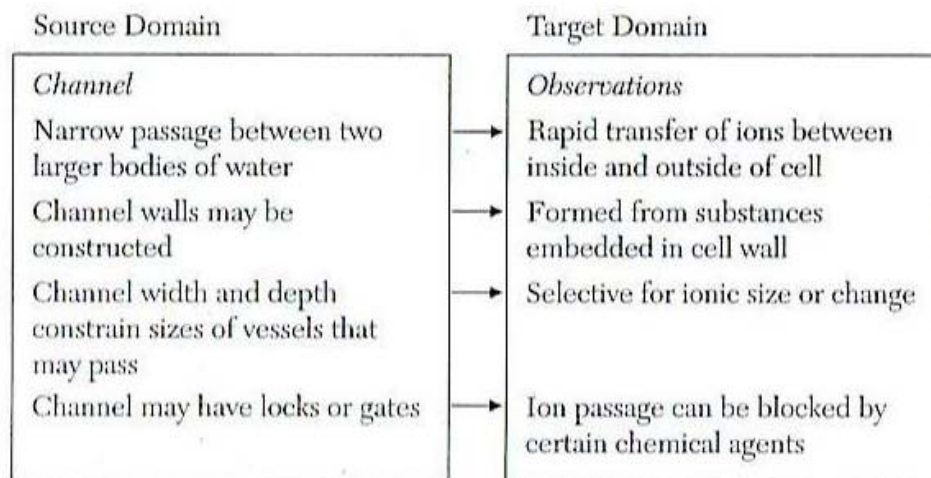 Source Domain
Target Domain
Channel
Narrow passage between two
larger bodies of water
Channel walls may be
constructed
Channel width and depth
constrain sizes of vessels that
may pass
Channel may have locks or gates
Observations
Rapid transfer of ions between
inside and outside of cell
Formed from substances
embedded in cell wall
Selective for ionic size or change
Ion passage can be blocked by
certain chemical agents